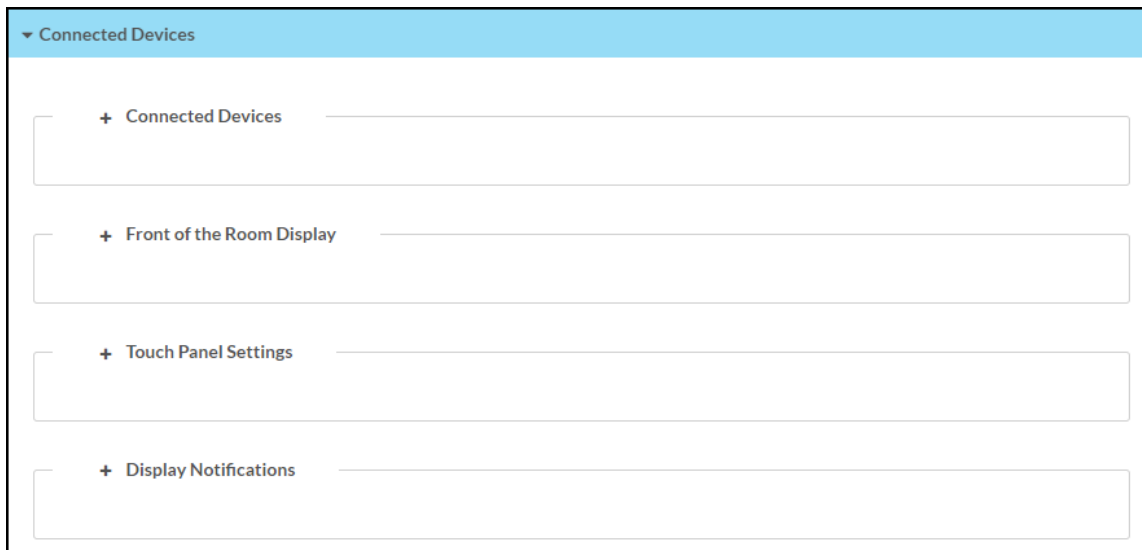 Connected Devices
+ Connected Devices
+ Front of the Room Display
+ Touch Panel Settings
+ Display Notifications